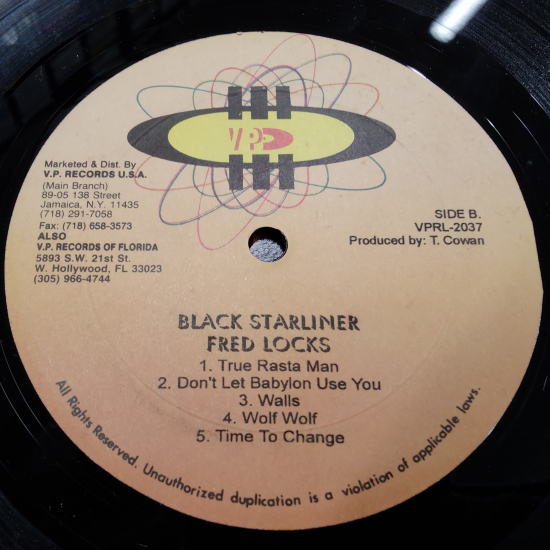 VP
Marketed & Dist. By
V.P. RECORDS U.S.A.
(Main Branch)
89-05 138 Street
Jamaica, N.Y. 11435
(718) 291-7058
Fax: (718) 658-3573
ALSO
V.P. RECORDS OF FLORIDA
5893 S.W. 21st St.
W. Hollywood, FL 33023
(305) 966-4744
SIDE B.
VPRL-2037
Produced by: T. Cowan
BLACK STARLINER
FRED LOCKS
1. True Rasta Man
2. Don't Let Babylon Use You
3. Walls
4. Wolf Wolf
5. Time To Change
All Rights Reserved. Unauthorized duplication is a violation of applicable laws.